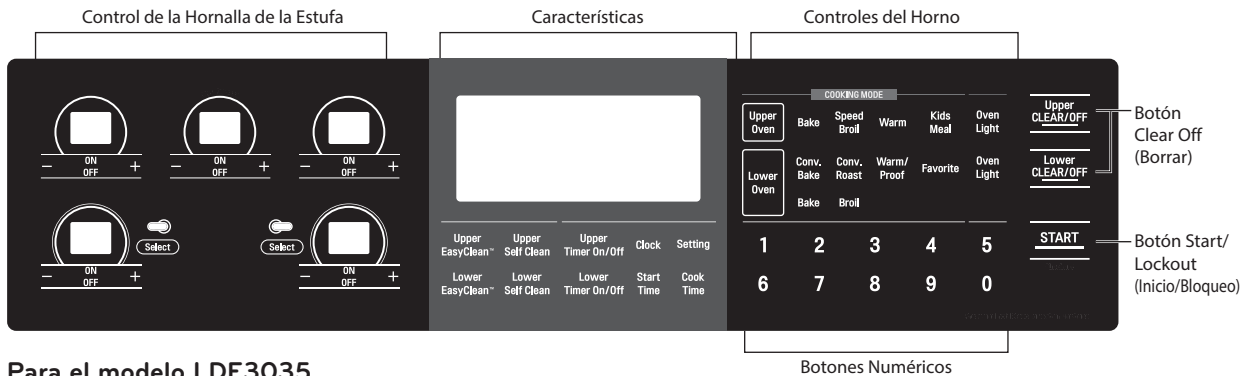 Control de la Hornalla de la Estufa
Características
Controles del Horno
ON
OFF
ON
OFF
ON
OFF
Select
Select
ON
OFF
ON
OFF
Upper EasyClean™
Upper Self Clean
Upper Timer On/Off
Clock
Setting
Lower EasyClean™
Lower Self Clean
Lower Timer On/Off
Start Time
Cook Time
COOKING MODE
Upper Oven
Bake
Speed Broil
Warm
Kids Meal
Oven Light
Lower Oven
Conv. Bake
Conv. Roast
Warm/Proof
Favorite
Oven Light
Bake
Broil
1 2 3 4 5
6 7 8 9 0
Upper CLEAR/OFF
Lower CLEAR/OFF
START
Botón
Clear Off
(Borrar)
Botón Start/
Lockout
(Inicio/Bloqueo)
Botones Numéricos
Para el modelo LDE3035